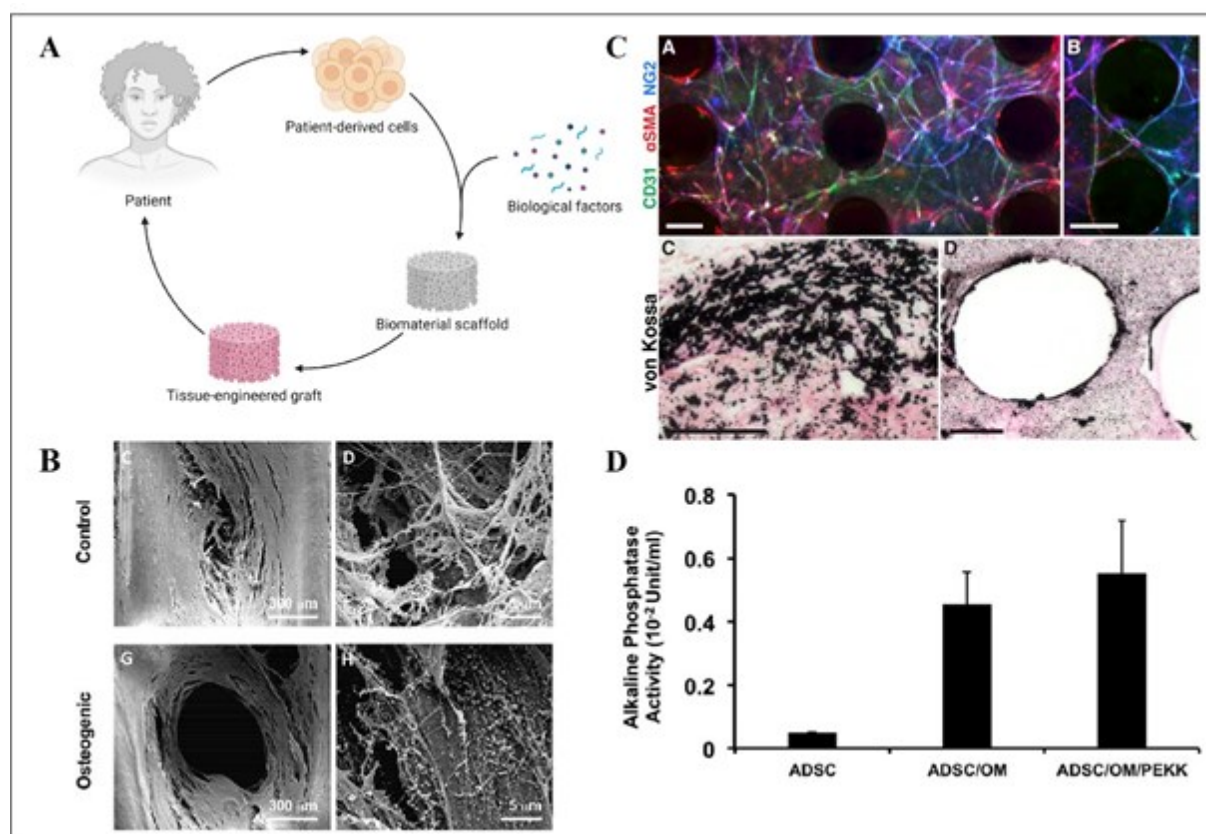 A
Patient
Patient-derived cells
Biological factors
Biomaterial scaffold
Tissue-engineered graft
B
Control
C
300 µm
D
Osteogenic
G
300 µm
H
5 µm
C
CD31 αSMA NG2
A
B
von Kossa
C
D
D
Alkaline Phosphatase
Activity (10⁻² Unit/ml)
0.8
0.6
0.4
0.2
0
ADSC
ADSC/OM
ADSC/OM/PEKK